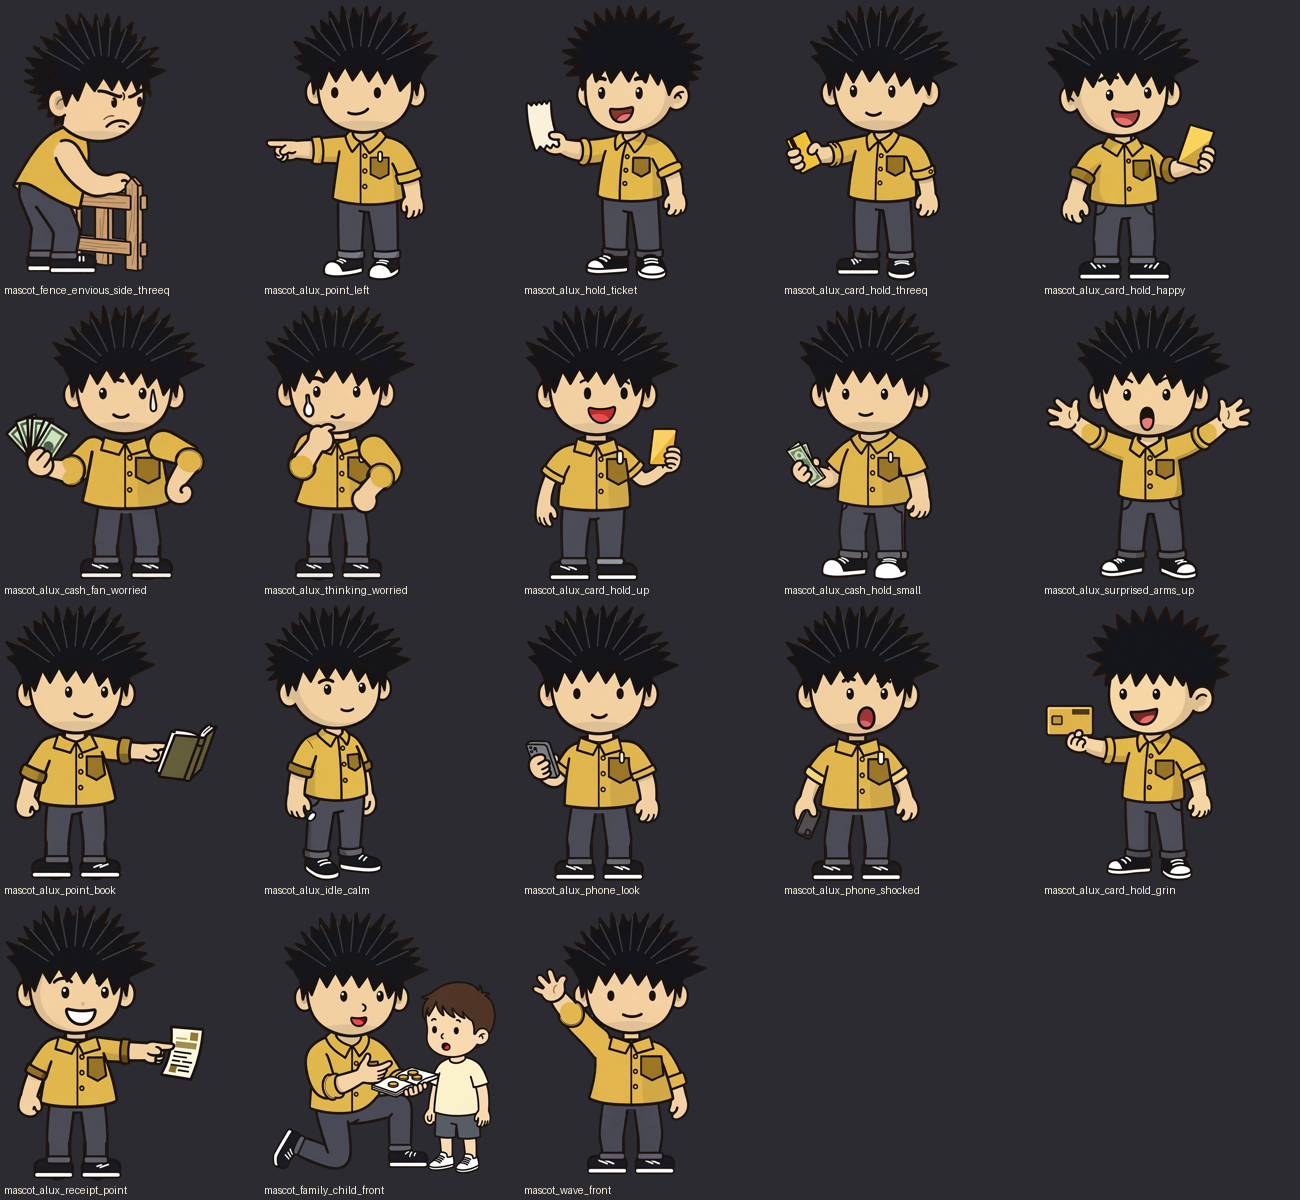 mascot_fence_envious_side_threeq
mascot_alux_point_left
mascot_alux_hold_ticket
mascot_alux_card_hold_threeq
mascot_alux_card_hold_happy
mascot_alux_cash_fan_worried
mascot_alux_thinking_worried
mascot_alux_card_hold_up
mascot_alux_cash_hold_small
mascot_alux_surprised_arms_up
mascot_alux_point_book
mascot_alux_idle_calm
mascot_alux_phone_look
mascot_alux_phone_shocked
mascot_alux_card_hold_grin
mascot_alux_receipt_point
mascot_family_child_front
mascot_wave_front